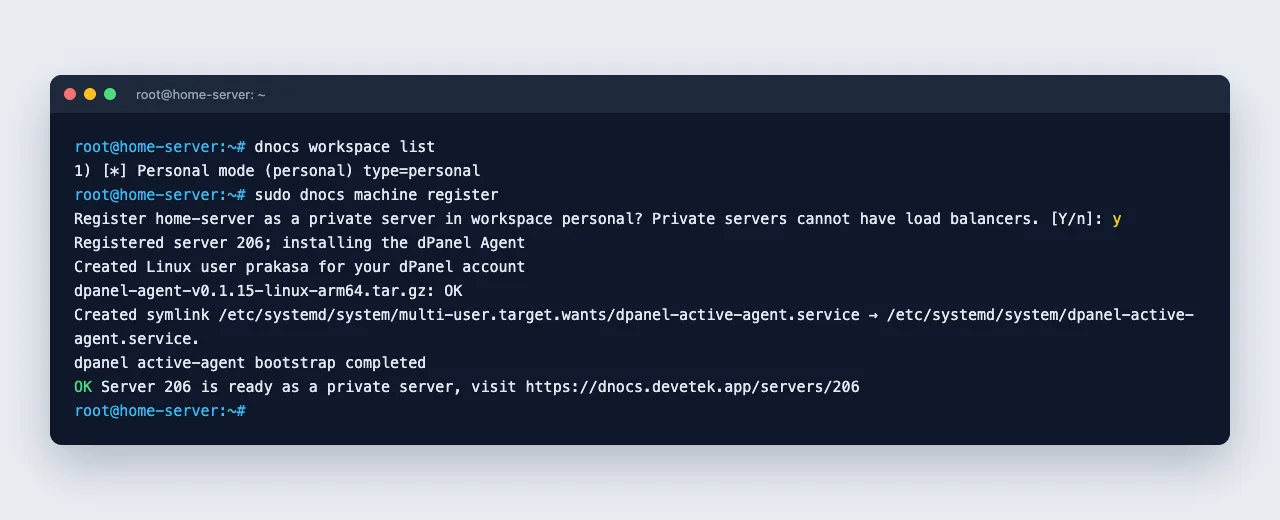 root@home-server: ~
root@home-server:~# dnocs workspace list
1) [*] Personal mode (personal) type=personal
root@home-server:~# sudo dnocs machine register
Register home-server as a private server in workspace personal? Private servers cannot have load balancers. [Y/n]: y
Registered server 206; installing the dPanel Agent
Created Linux user prakasa for your dPanel account
dpanel-agent-v0.1.15-linux-arm64.tar.gz: OK
Created symlink /etc/systemd/system/multi-user.target.wants/dpanel-active-agent.service → /etc/systemd/system/dpanel-active-
agent.service.
dpanel active-agent bootstrap completed
OK Server 206 is ready as a private server, visit https://dnocs.devetek.app/servers/206
root@home-server:~#